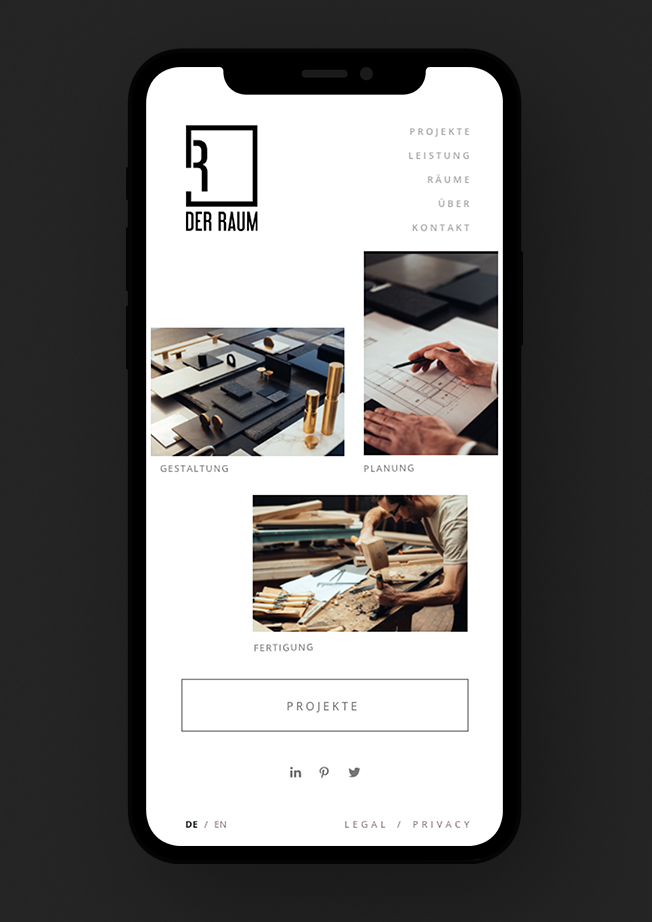 DER RAUM
PROJEKTE
LEISTUNG
RÄUME
ÜBER
KONTAKT
GESTALTUNG
PLANUNG
FERTIGUNG
PROJEKTE
DE / EN
LEGAL / PRIVACY